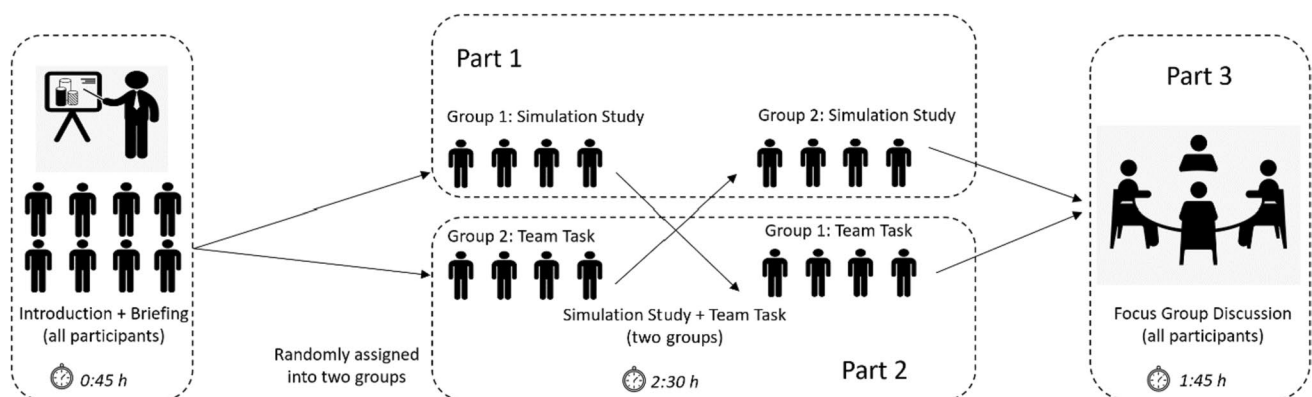 Introduction + Briefing
(all participants)
0:45 h
Randomly assigned
into two groups
Part 1
Group 1: Simulation Study
Group 2: Simulation Study
Group 2: Team Task
Group 1: Team Task
Simulation Study + Team Task
(two groups)
2:30 h
Part 2
Part 3
Focus Group Discussion
(all participants)
1:45 h